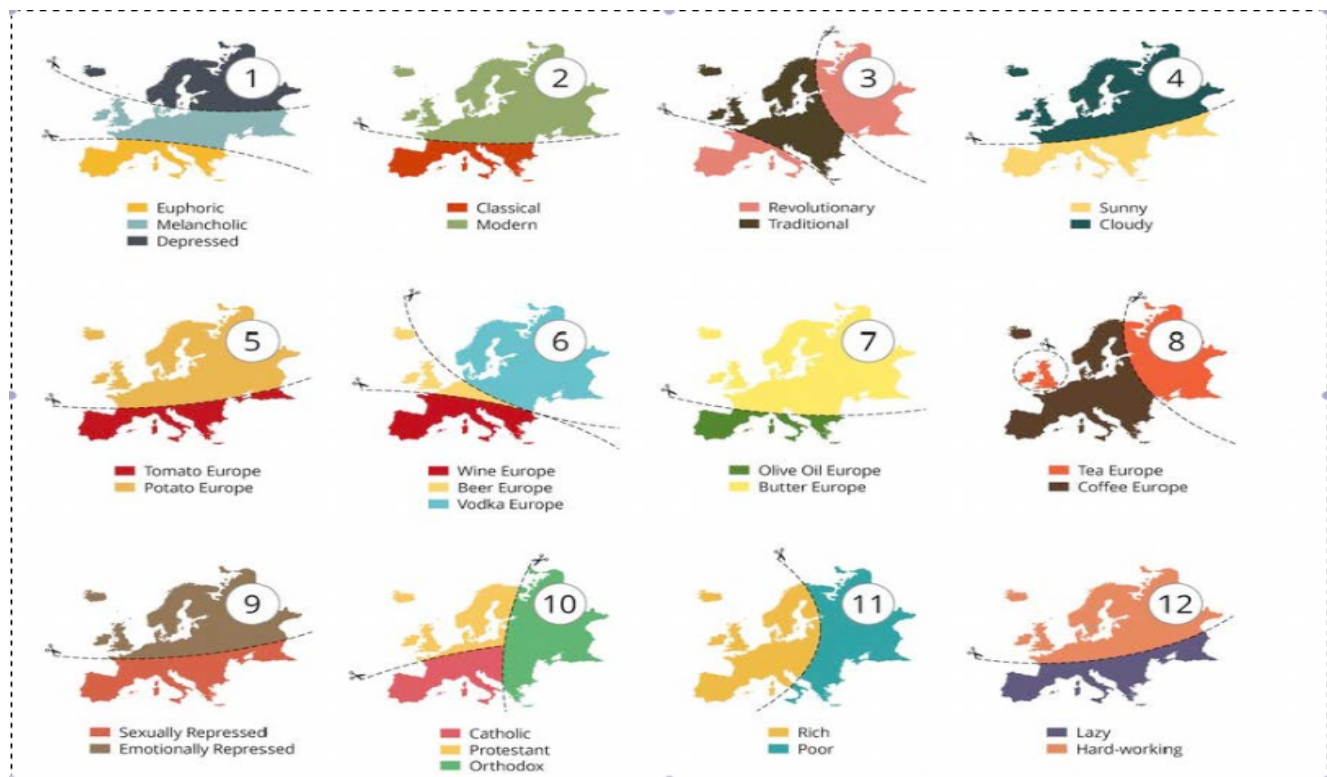 1
2
3
4
Euphoric
Melancholic
Depressed
Classical
Modern
Revolutionary
Traditional
Sunny
Cloudy
5
6
7
8
Tomato Europe
Potato Europe
Wine Europe
Beer Europe
Vodka Europe
Olive Oil Europe
Butter Europe
Tea Europe
Coffee Europe
9
10
11
12
Sexually Repressed
Emotionally Repressed
Catholic
Protestant
Orthodox
Rich
Poor
Lazy
Hard-working